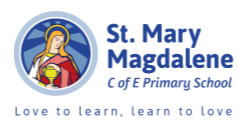 St. Mary
Magdalene
C of E Primary School
Love to learn, learn to love